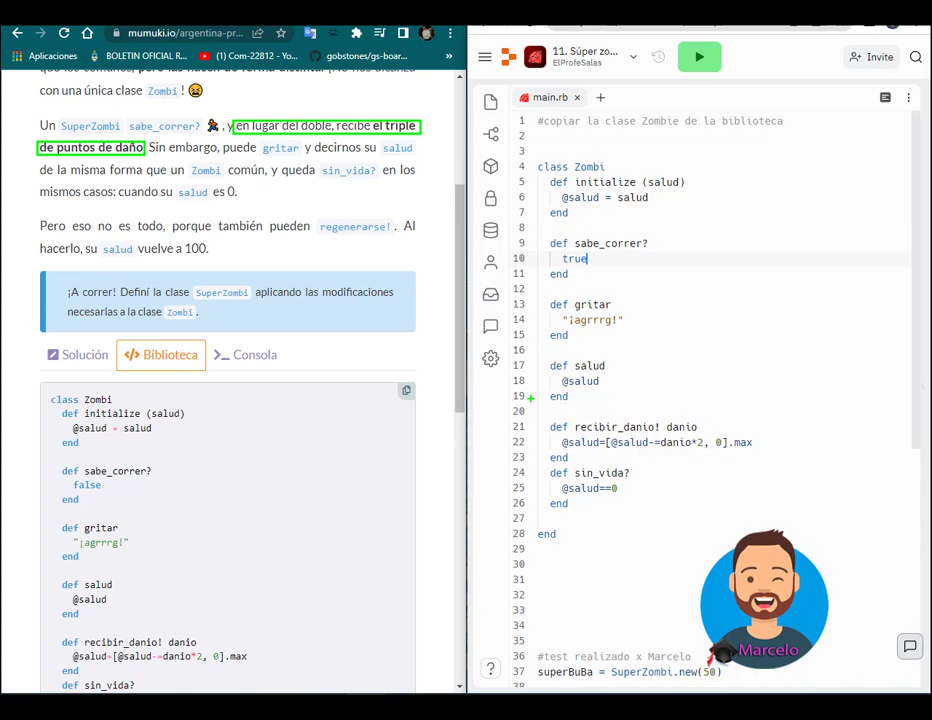 mumuki.io/argentina-pr...
Aplicaciones
BOLETIN OFICIAL R...
(1) Com-22812 - Yo...
gobstones/gs-boar...
»
con una única clase Zombi !
Un SuperZombi sabe_correr? , y en lugar del doble, recibe el triple
de puntos de daño Sin embargo, puede gritar y decirnos su salud
de la misma forma que un Zombi común, y queda sin_vida? en los
mismos casos: cuando su salud es 0.
Pero eso no es todo, porque también pueden regenerarse! . Al
hacerlo, su salud vuelve a 100.
¡A correr! Definí la clase SuperZombi aplicando las modificaciones
necesarias a la clase Zombi .
Solución
</> Biblioteca
>_ Consola
class Zombi
def initialize (salud)
@salud = salud
end
def sabe_correr?
false
end
def gritar
"¡agrrrg!"
end
def salud
@salud
end
def recibir_danio! danio
@salud=[@salud-=danio*2, 0].max
end
def sin_vida?
11. Súper zo...
ElProfeSalas
Invite
main.rb
1 #copiar la clase Zombie de la biblioteca
2
3
4 class Zombi
5 def initialize (salud)
6 @salud = salud
7 end
8
9 def sabe_correr?
10 true
11 end
12
13 def gritar
14 "¡agrrrg!"
15 end
16
17 def salud
18 @salud
19 end
20
21 def recibir_danio! danio
22 @salud=[@salud-=danio*2, 0].max
23 end
24 def sin_vida?
25 @salud==0
26 end
27
28 end
29
30
31
32
33
34
35
36 #test realizado x Marcelo
37 superBuBa = SuperZombi.new(50)
38
Marcelo